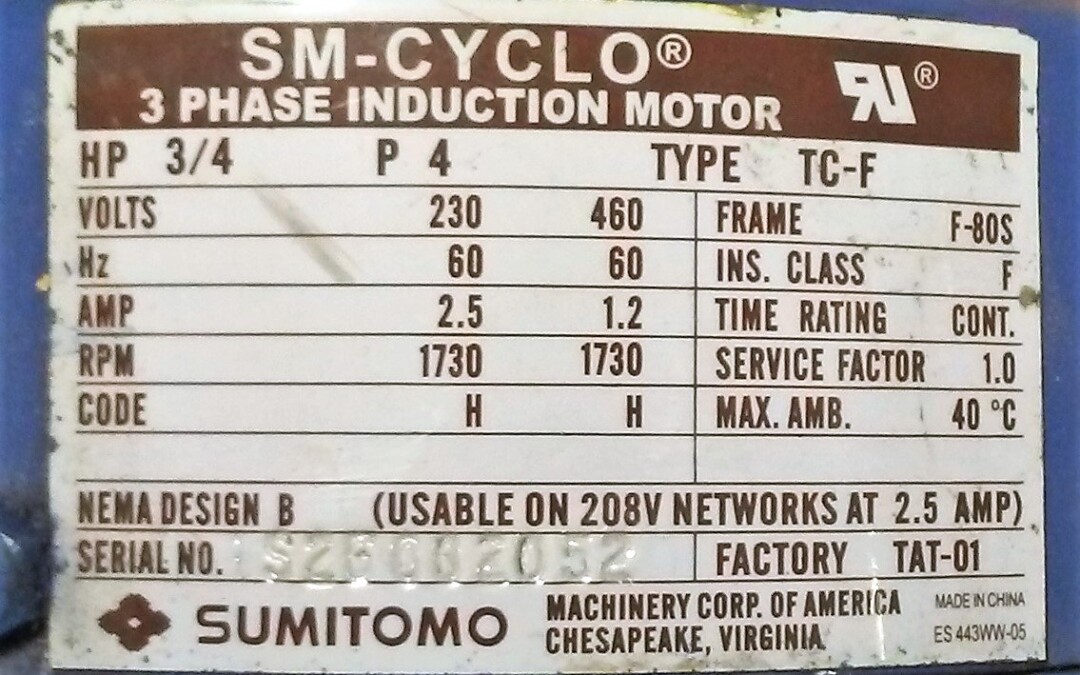 SM-CYCLO®
3 PHASE INDUCTION MOTOR
RU®
HP 3/4 P 4 TYPE TC-F
VOLTS 230 460 FRAME F-80S
Hz 60 60 INS. CLASS F
AMP 2.5 1.2 TIME RATING CONT.
RPM 1730 1730 SERVICE FACTOR 1.0
CODE H H MAX. AMB. 40 °C
NEMA DESIGN B (USABLE ON 208V NETWORKS AT 2.5 AMP)
SERIAL NO. FACTORY TAT-01
SUMITOMO
MACHINERY CORP. OF AMERICA
CHESAPEAKE, VIRGINIA
MADE IN CHINA
ES 443WW-05